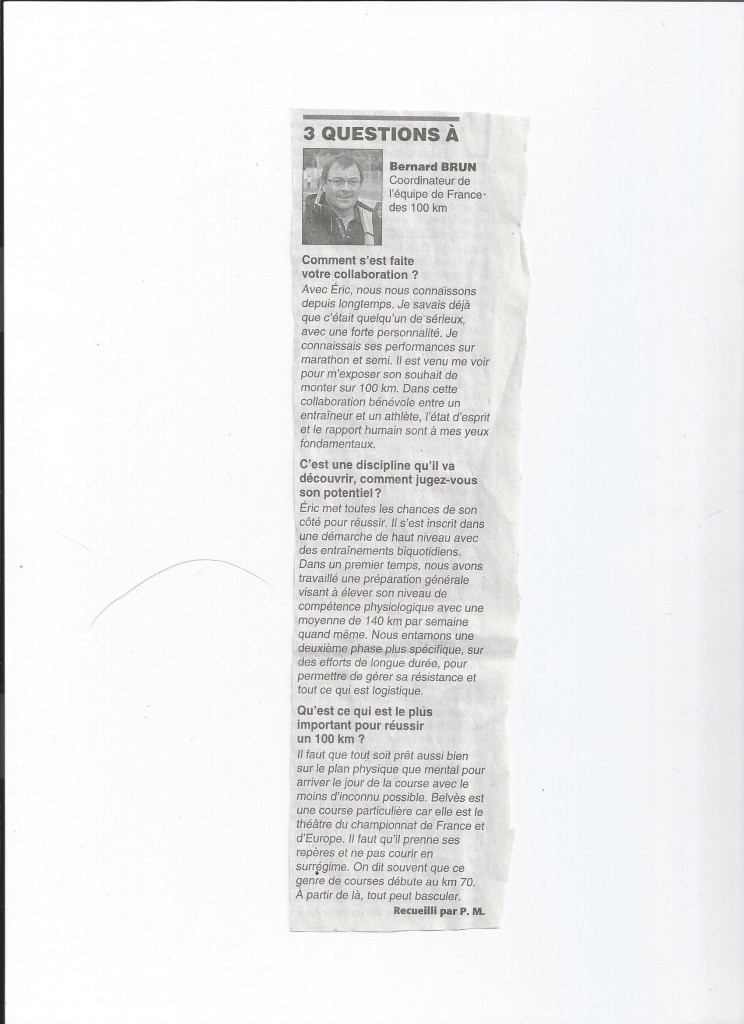 3 QUESTIONS À
Bernard BRUN
Coordinateur de
l'équipe de France
des 100 km
Comment s'est faite
votre collaboration ?
Avec Éric, nous nous connaissons
depuis longtemps. Je savais déjà
que c'était quelqu'un de sérieux,
avec une forte personnalité. Je
connaissais ses performances sur
marathon et semi. Il est venu me voir
pour m'exposer son souhait de
monter sur 100 km. Dans cette
collaboration bénévole entre un
entraîneur et un athlète, l'état d'esprit
et le rapport humain sont à mes yeux
fondamentaux.
C'est une discipline qu'il va
découvrir, comment jugez-vous
son potentiel ?
Éric met toutes les chances de son
côté pour réussir. Il s'est inscrit dans
une démarche de haut niveau avec
des entraînements biquotidiens.
Dans un premier temps, nous avons
travaillé une préparation générale
visant à élever son niveau de
compétence physiologique avec une
moyenne de 140 km par semaine
quand même. Nous entamons une
deuxième phase plus spécifique, sur
des efforts de longue durée, pour
permettre de gérer sa résistance et
tout ce qui est logistique.
Qu'est ce qui est le plus
important pour réussir
un 100 km ?
Il faut que tout soit prêt aussi bien
sur le plan physique que mental pour
arriver le jour de la course avec le
moins d'inconnu possible. Belvès est
une course particulière car elle est le
théâtre du championnat de France et
d'Europe. Il faut qu'il prenne ses
repères et ne pas courir en
surrégime. On dit souvent que ce
genre de courses débute au km 70.
À partir de là, tout peut basculer.
Recueilli par P. M.